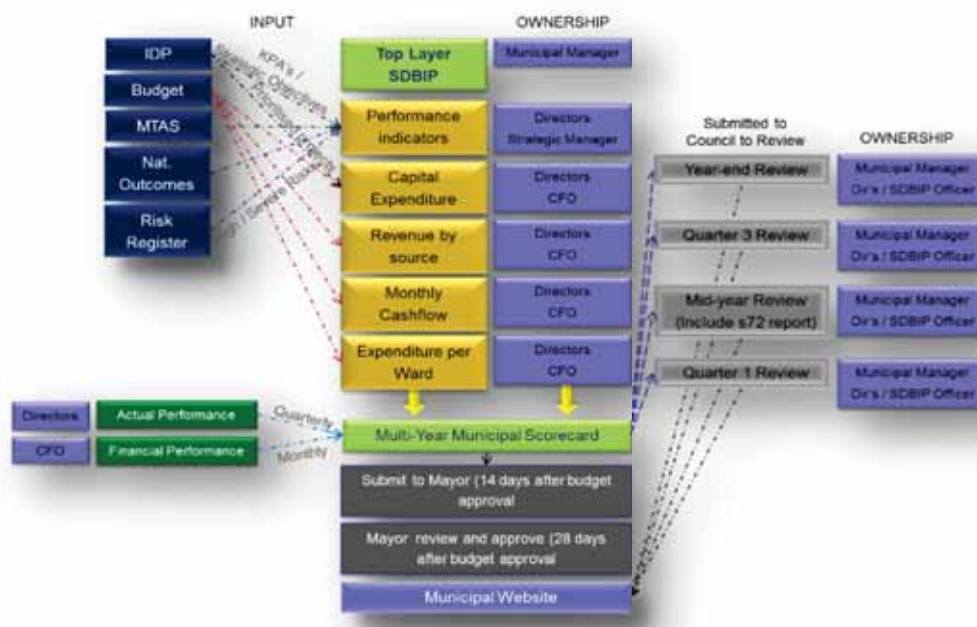 INPUT
OWNERSHIP
IDP
Budget
MTAS
Nat.
Outcomes
Risk
Register
KPA's /
Strategic Objectives
Top Layer
SDBIP
Municipal Manager
Performance
indicators
Directors
Strategic Manager
Capital
Expenditure
Directors
CFO
Revenue by
source
Directors
CFO
Monthly
Cashflow
Directors
CFO
Expenditure per
Ward
Directors
CFO
Submitted to
Council to Review
OWNERSHIP
Year-end Review
Municipal Manager
Dir's / SDBIP Officer
Quarter 3 Review
Municipal Manager
Dir's / SDBIP Officer
Mid-year Review
(Include s72 report)
Municipal Manager
Dir's / SDBIP Officer
Quarter 1 Review
Municipal Manager
Dir's / SDBIP Officer
Directors
Actual Performance
Quarterly
CFO
Financial Performance
Monthly
Multi-Year Municipal Scorecard
Submit to Mayor (14 days after budget
approval
Mayor review and approve (28 days
after budget approval
Municipal Website